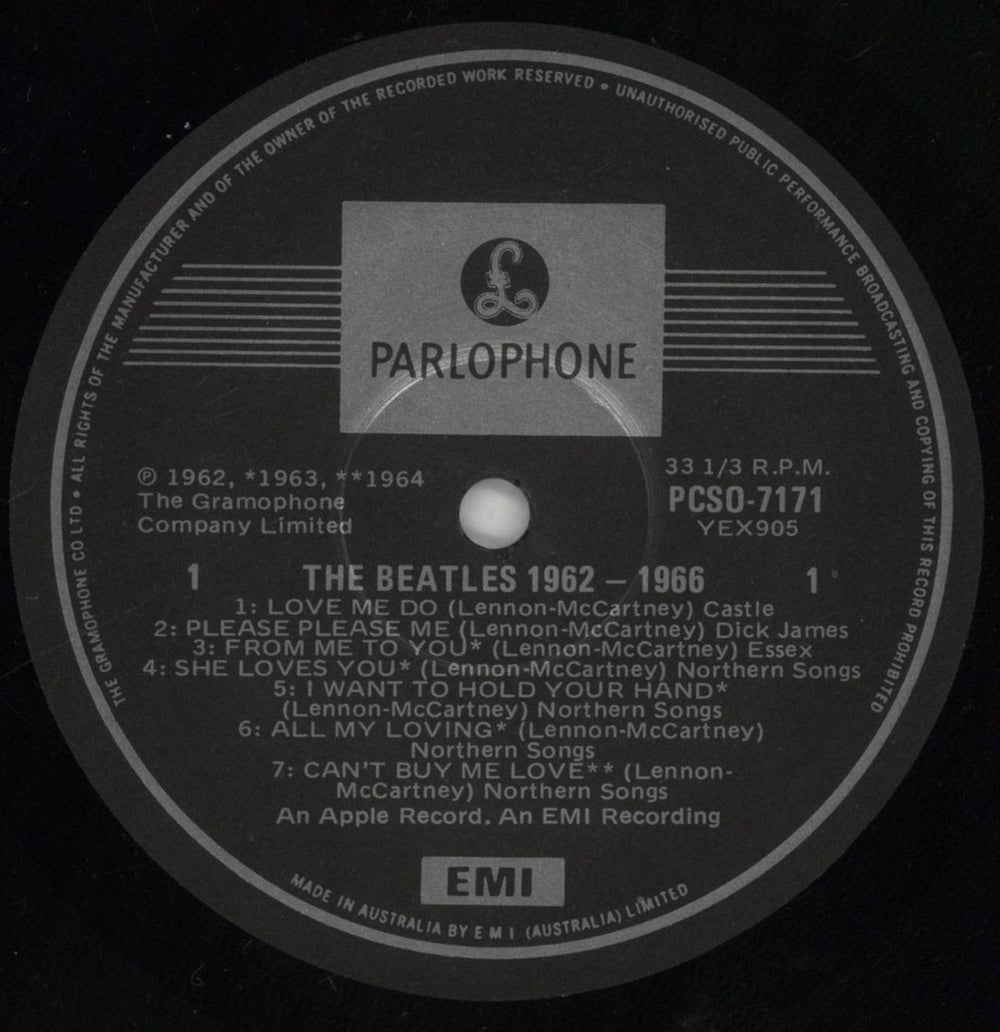 THE GRAMOPHONE CO LTD • ALL RIGHTS OF THE MANUFACTURER AND OF THE OWNER OF THE RECORDED WORK RESERVED • UNAUTHORISED PUBLIC PERFORMANCE BROADCASTING AND COPYING OF THIS RECORD PROHIBITED
£
PARLOPHONE
℗ 1962, *1963, **1964
The Gramophone
Company Limited
33 1/3 R.P.M.
PCSO-7171
YEX905
1 THE BEATLES 1962 – 1966 1
1: LOVE ME DO (Lennon-McCartney) Castle
2: PLEASE PLEASE ME (Lennon-McCartney) Dick James
3: FROM ME TO YOU* (Lennon-McCartney) Essex
4: SHE LOVES YOU* (Lennon-McCartney) Northern Songs
5: I WANT TO HOLD YOUR HAND*
(Lennon-McCartney) Northern Songs
6: ALL MY LOVING* (Lennon-McCartney)
Northern Songs
7: CAN'T BUY ME LOVE** (Lennon-
McCartney) Northern Songs
An Apple Record. An EMI Recording
EMI
MADE IN AUSTRALIA BY E M I (AUSTRALIA) LIMITED